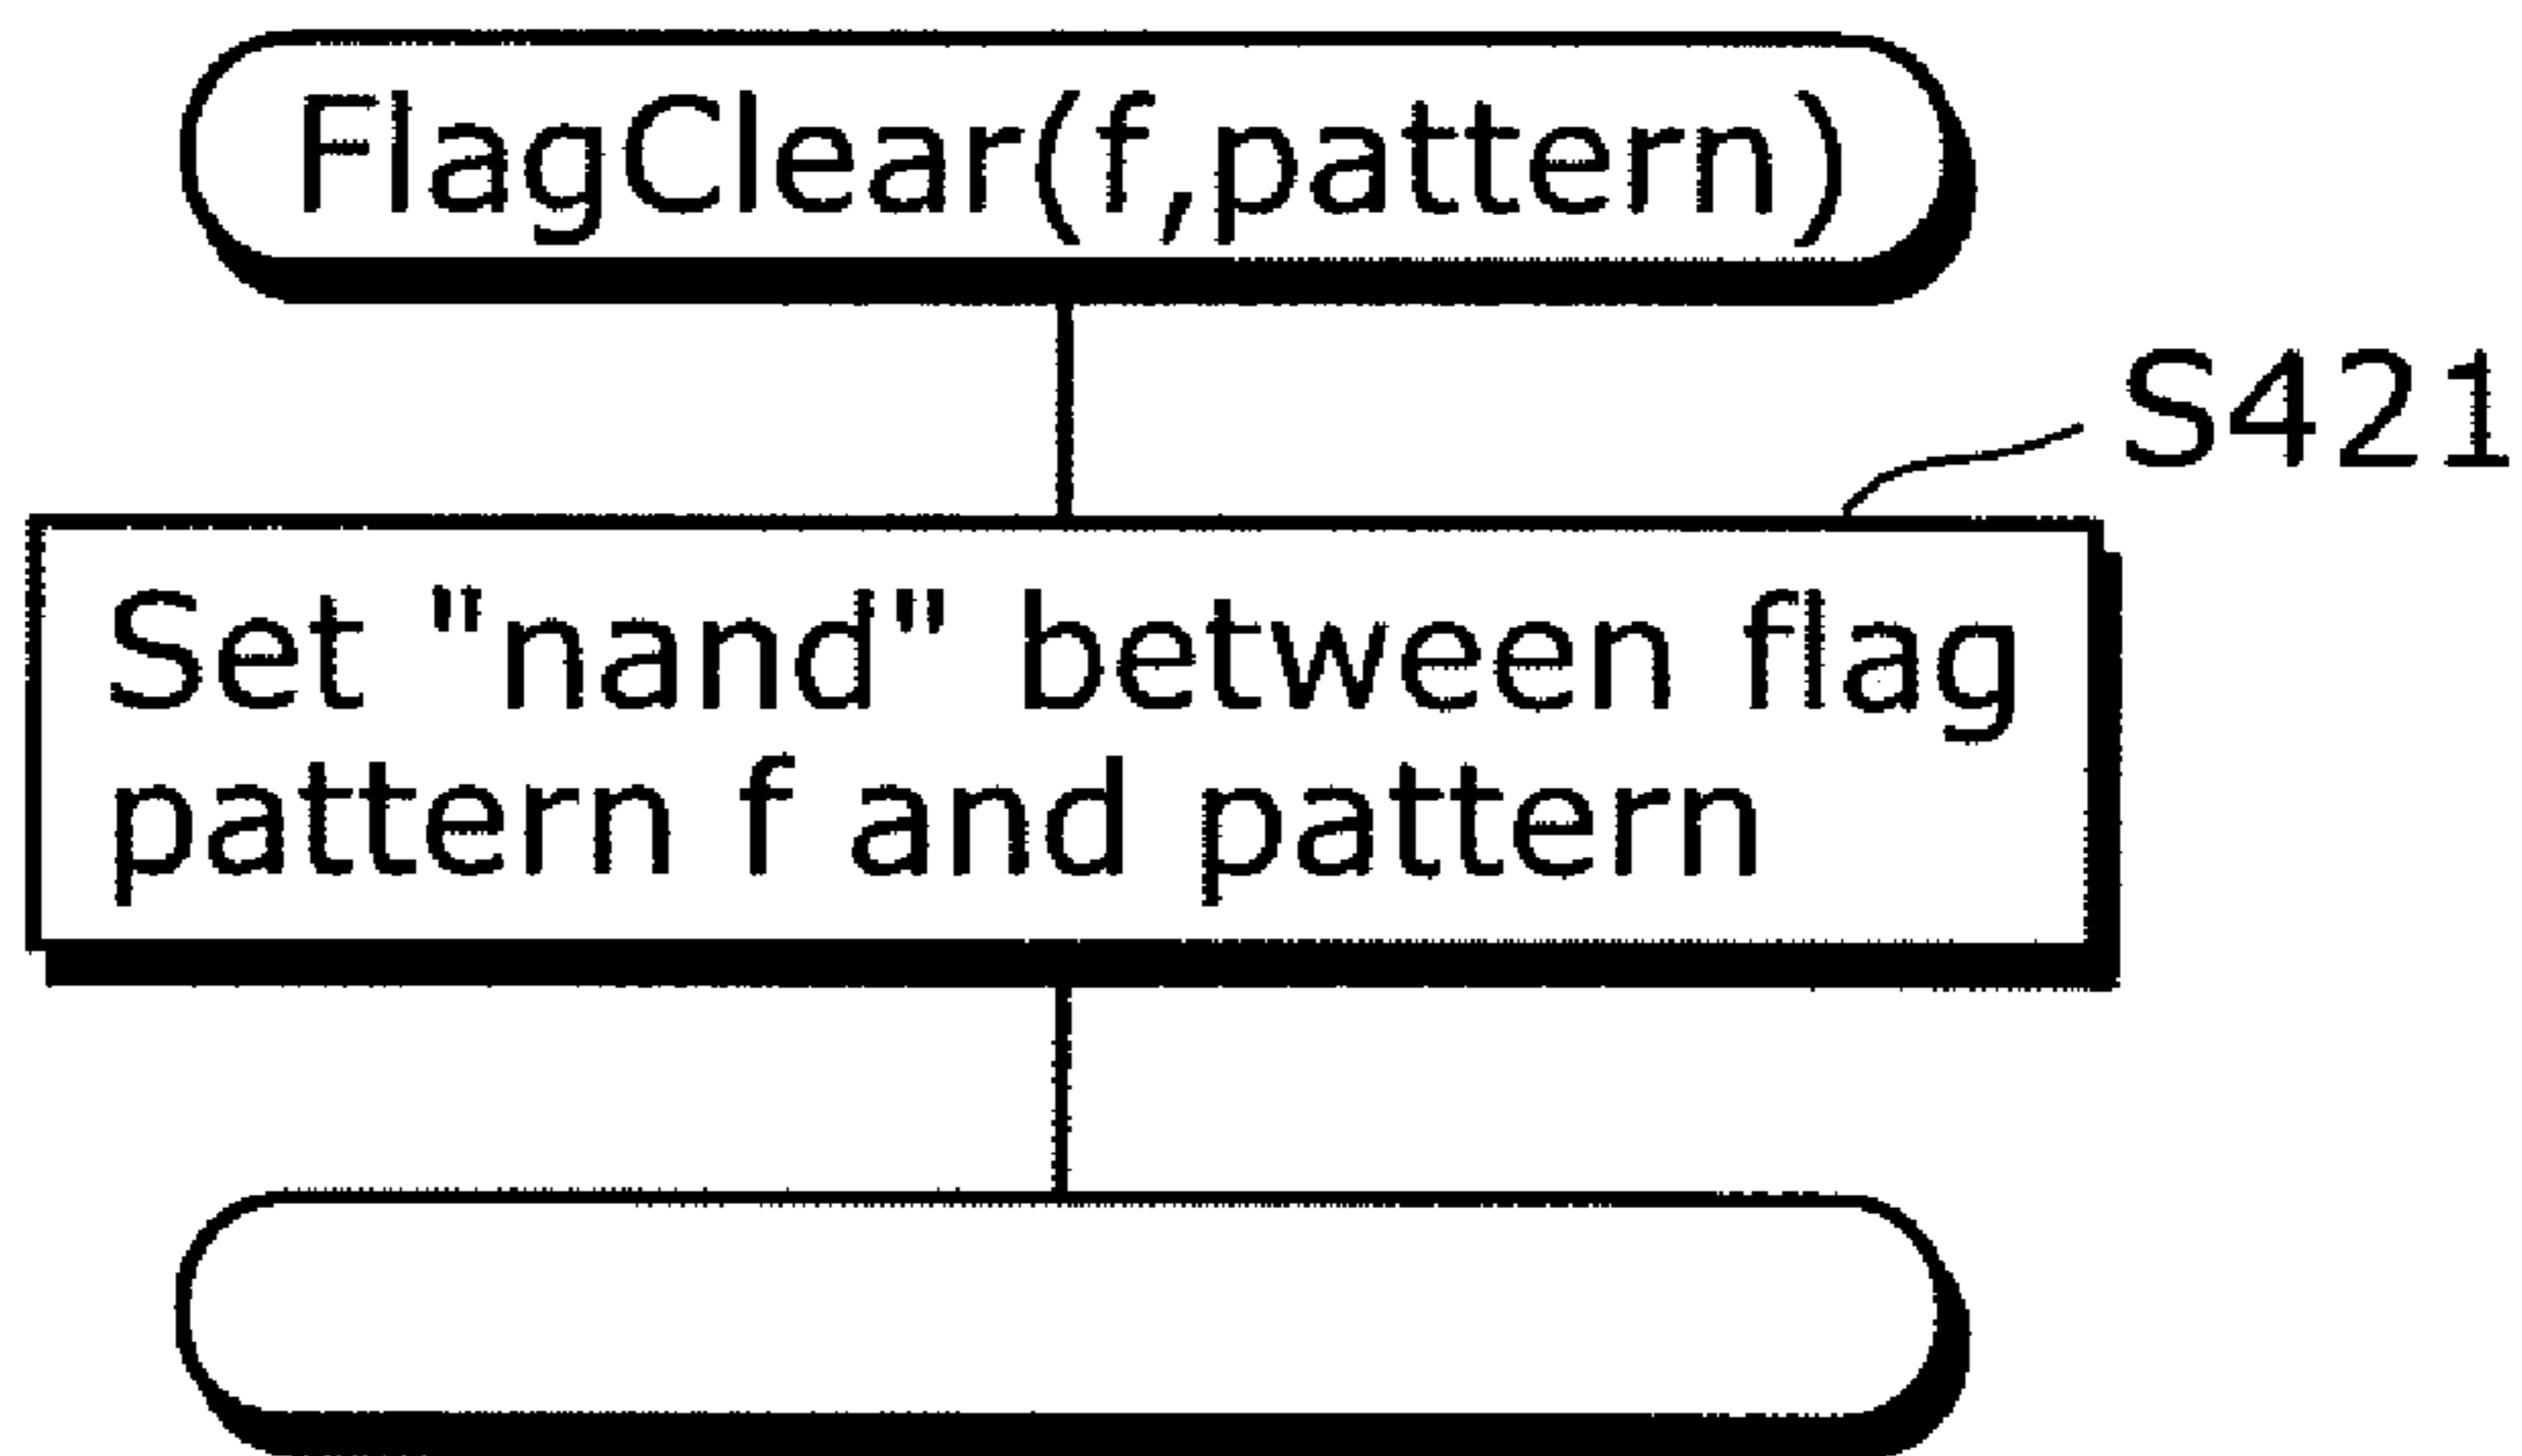 FlagClear(f,pattern)
S421
Set "nand" between flag
pattern f and pattern